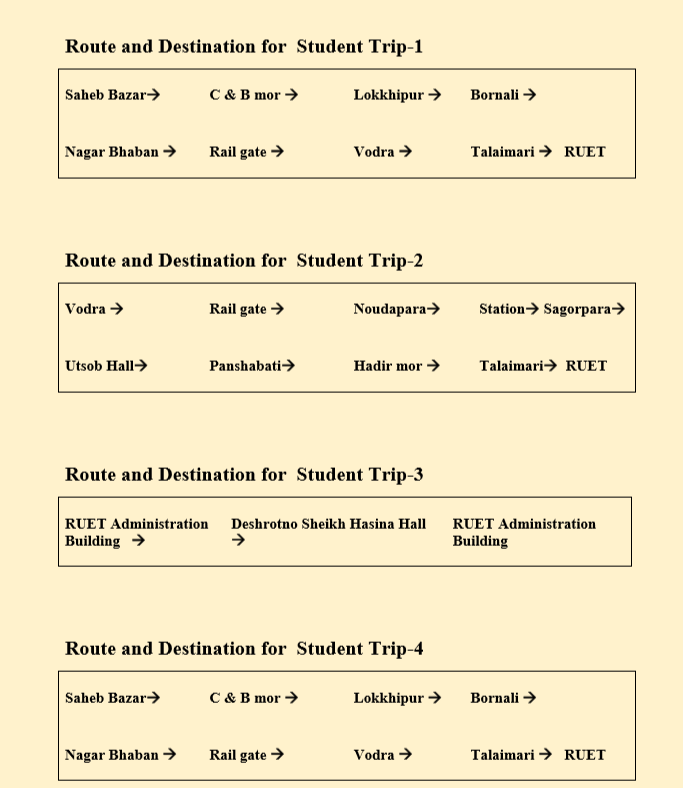 Route and Destination for Student Trip-1
Saheb Bazar→ C & B mor → Lokkhipur → Bornali →
Nagar Bhaban → Rail gate → Vodra → Talaimari → RUET
Route and Destination for Student Trip-2
Vodra → Rail gate → Noudapara→ Station→ Sagorpara→
Utsob Hall→ Panshabati→ Hadir mor → Talaimari→ RUET
Route and Destination for Student Trip-3
RUET Administration Building → Deshrotno Sheikh Hasina Hall → RUET Administration Building
Route and Destination for Student Trip-4
Saheb Bazar→ C & B mor → Lokkhipur → Bornali →
Nagar Bhaban → Rail gate → Vodra → Talaimari → RUET